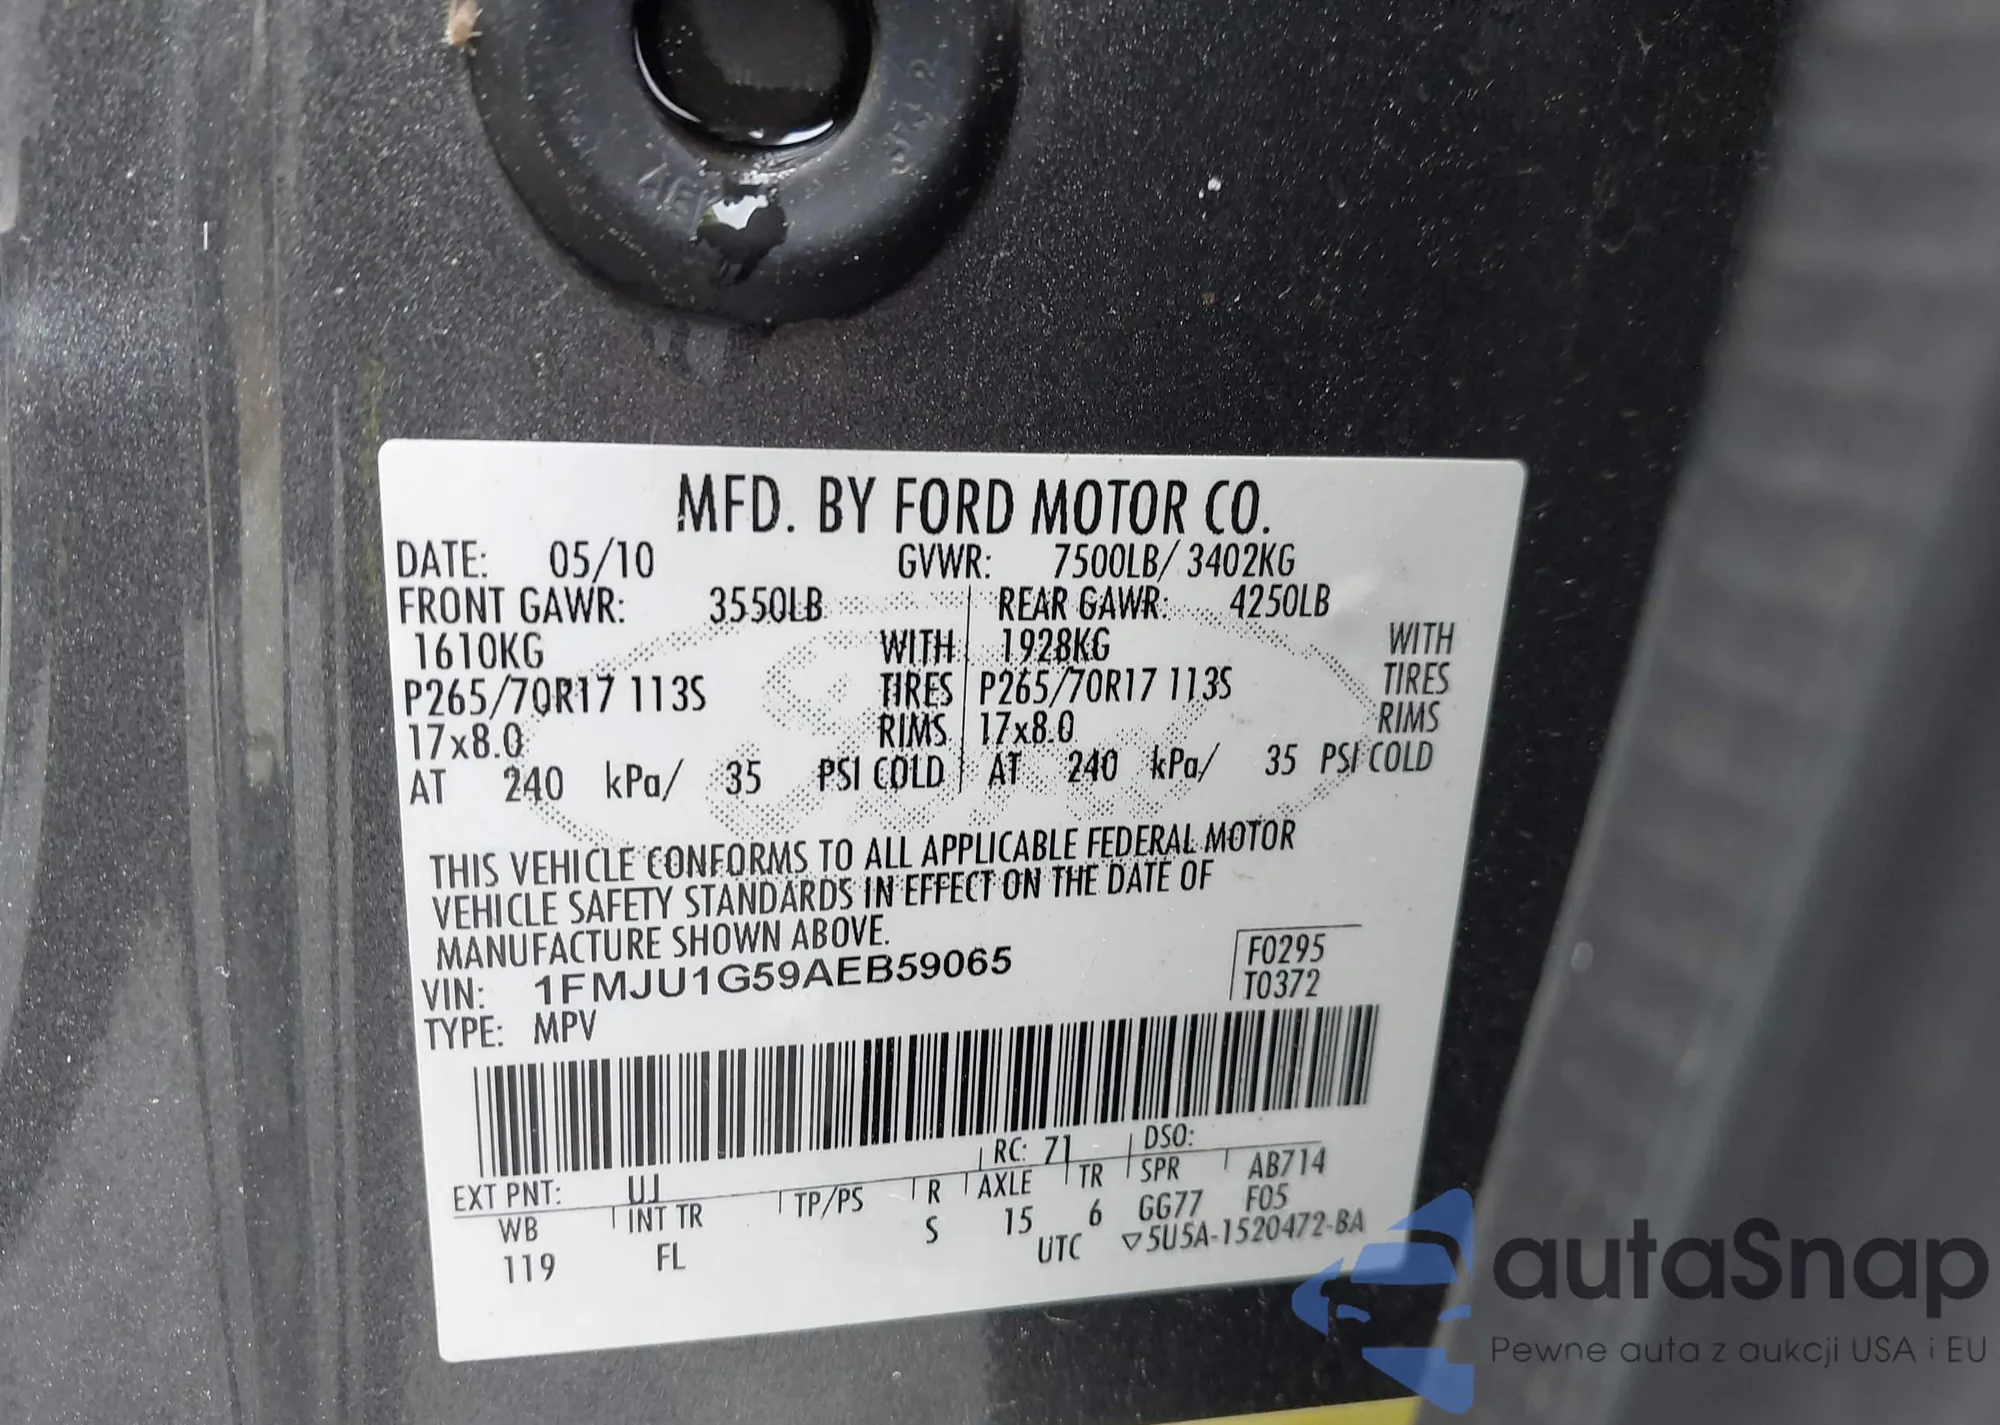 MFD. BY FORD MOTOR CO.
DATE: 05/10 GVWR: 7500LB/ 3402KG
FRONT GAWR: 3550LB REAR GAWR: 4250LB
1610KG WITH 1928KG WITH
P265/70R17 113S TIRES P265/70R17 113S TIRES
17x8.0 RIMS 17x8.0 RIMS
AT 240 kPa/ 35 PSI COLD AT 240 kPa/ 35 PSI COLD
THIS VEHICLE CONFORMS TO ALL APPLICABLE FEDERAL MOTOR
VEHICLE SAFETY STANDARDS IN EFFECT ON THE DATE OF
MANUFACTURE SHOWN ABOVE.
VIN: 1FMJU1G59AEB59065 F0295
TYPE: MPV T0372
RC: 71 DSO:
EXT PNT: UJ AB714
WB INT TR TP/PS R AXLE TR SPR F05
119 FL S 15 6 GG77
UTC ▽5U5A-1520472-BA
autaSnap
Pewne auta z aukcji USA i EU